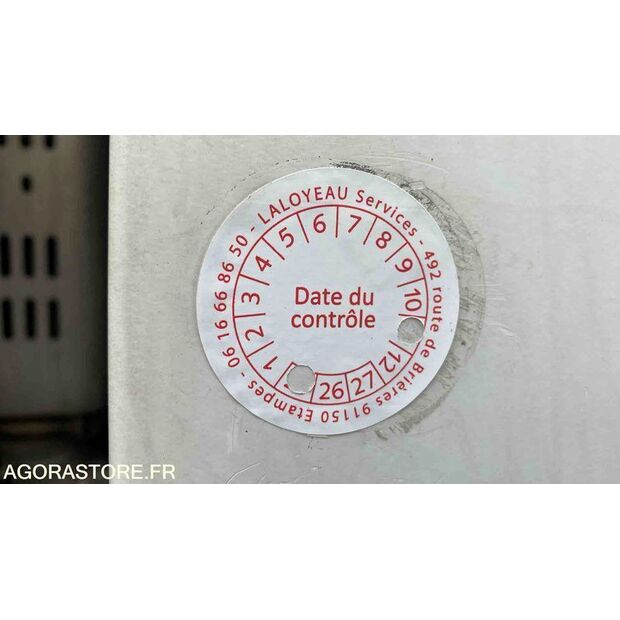 LALOYEAU Services - 492 route de Brières 91150 Etampes - 06 16 66 86 50 -
1 2 3 4 5 6 7 8 9 10 12
Date du
contrôle
26 27
AGORASTORE.FR